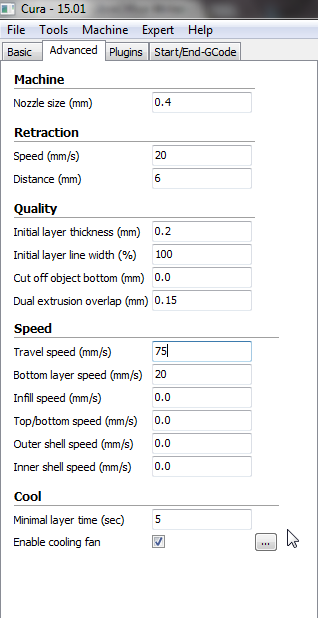 Cura - 15.01
File Tools Machine Expert Help
Basic Advanced Plugins Start/End-GCode
Machine
Nozzle size (mm) 0.4
Retraction
Speed (mm/s) 20
Distance (mm) 6
Quality
Initial layer thickness (mm) 0.2
Initial layer line width (%) 100
Cut off object bottom (mm) 0.0
Dual extrusion overlap (mm) 0.15
Speed
Travel speed (mm/s) 75
Bottom layer speed (mm/s) 20
Infill speed (mm/s) 0.0
Top/bottom speed (mm/s) 0.0
Outer shell speed (mm/s) 0.0
Inner shell speed (mm/s) 0.0
Cool
Minimal layer time (sec) 5
Enable cooling fan ...